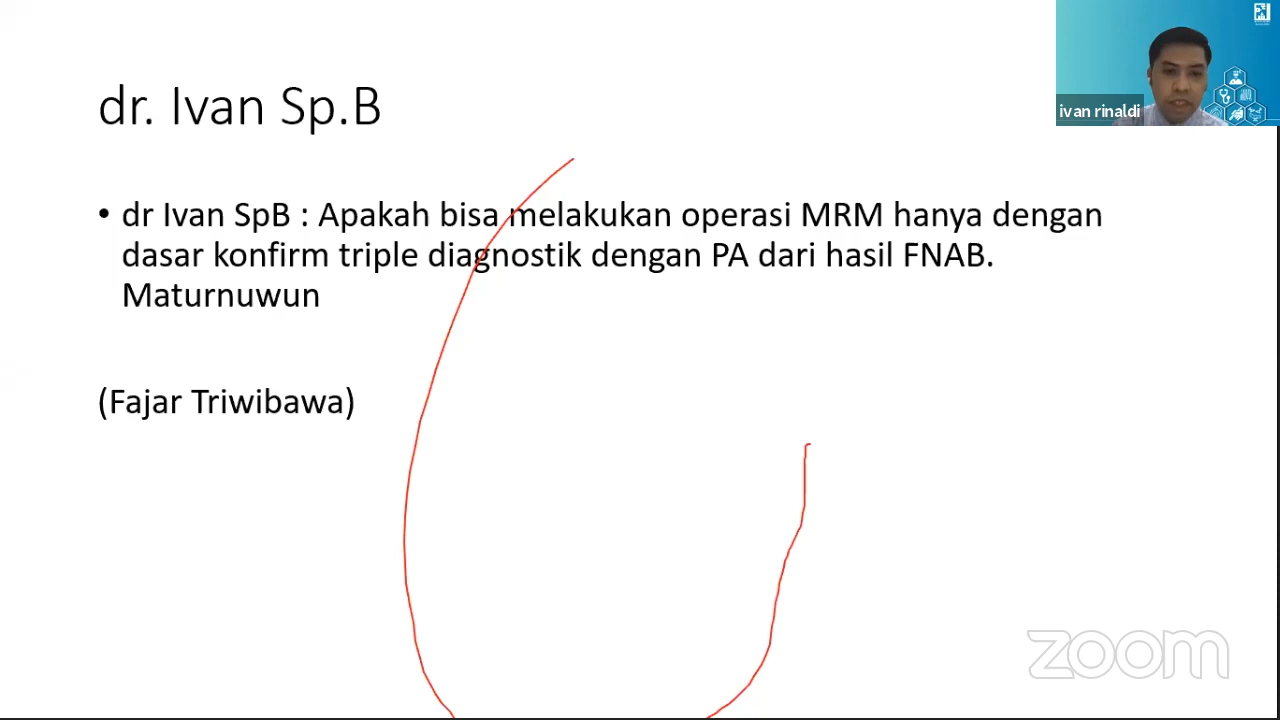 dr. Ivan Sp.B
ivan rinaldi
• dr Ivan SpB : Apakah bisa melakukan operasi MRM hanya dengan
dasar konfirm triple diagnostik dengan PA dari hasil FNAB.
Maturnuwun
(Fajar Triwibawa)
zoom